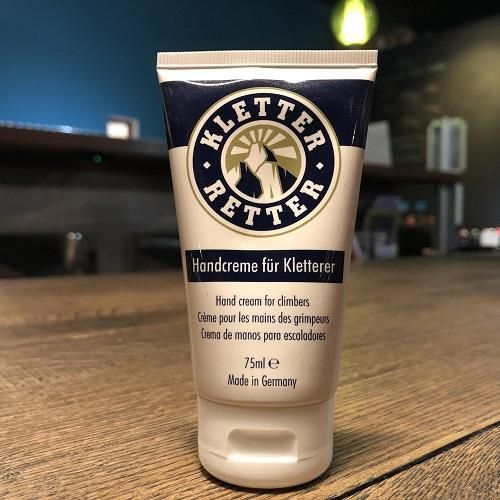 KLETTER
RETTER
Handcreme für Kletterer
Hand cream for climbers
Crème pour les mains des grimpeurs
Crema de manos para escaladores
75ml ℮
Made in Germany